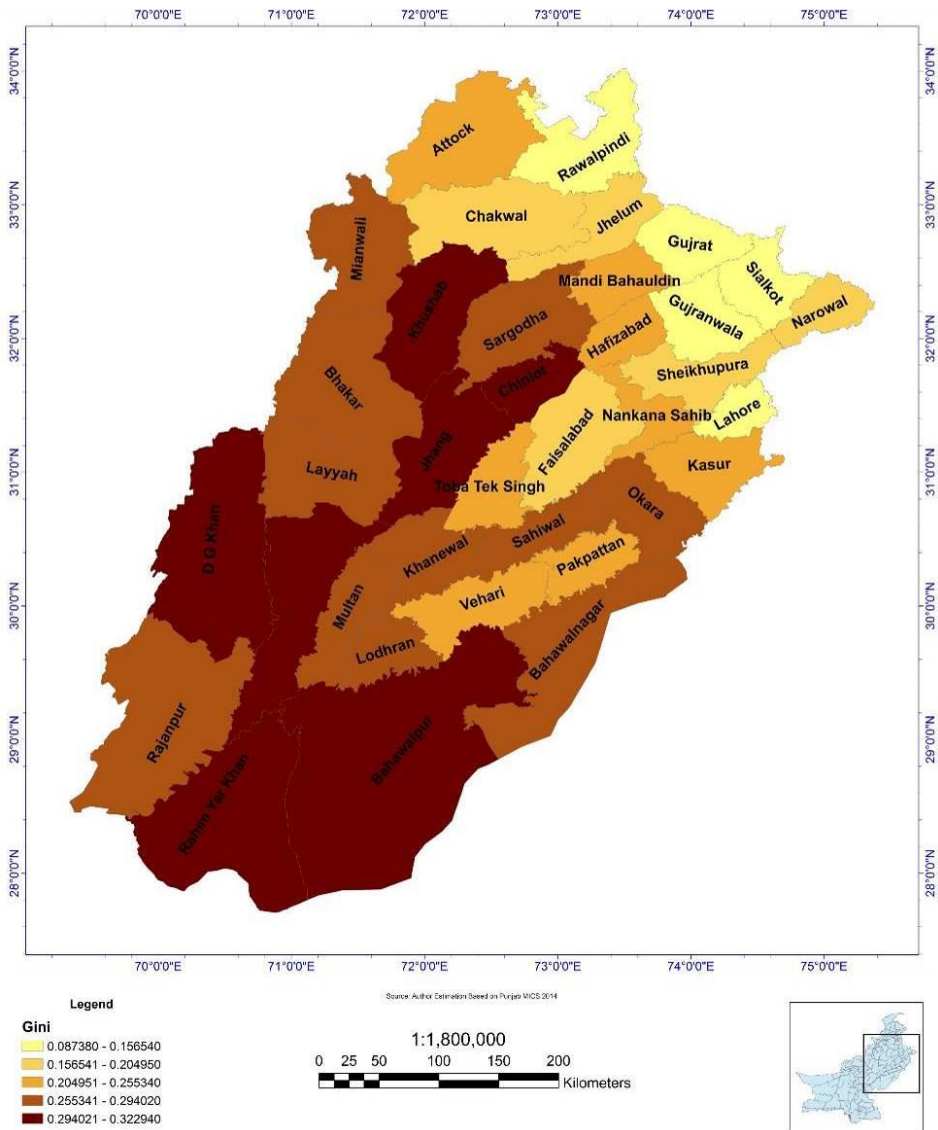 70°0'0"E 71°0'0"E 72°0'0"E 73°0'0"E 74°0'0"E 75°0'0"E
34°0'0"N 34°0'0"N
Attock
Rawalpindi
33°0'0"N 33°0'0"N
Chakwal
Jhelum
Mianwali
Gujrat
Khushab
Mandi Bahauldin
Sialkot
Sargodha
Hafizabad
Gujranwala
Narowal
32°0'0"N 32°0'0"N
Bhakar
Chiniot
Sheikhupura
Jhang
Faisalabad
Nankana Sahib
Lahore
Layyah
Toba Tek Singh
Kasur
31°0'0"N 31°0'0"N
D G Khan
Khanewal
Sahiwal
Okara
Multan
Vehari
Pakpattan
30°0'0"N 30°0'0"N
Lodhran
Bahawalnagar
Rajanpur
29°0'0"N 29°0'0"N
Rahim Yar Khan
Bahawalpur
28°0'0"N 28°0'0"N
70°0'0"E 71°0'0"E 72°0'0"E 73°0'0"E 74°0'0"E 75°0'0"E
Source: Author Estimation Based on Punjab MICS 2014
Legend
Gini
0.087380 - 0.156540
0.156541 - 0.204950
0.204951 - 0.255340
0.255341 - 0.294020
0.294021 - 0.322940
1:1,800,000
0 25 50 100 150 200
Kilometers